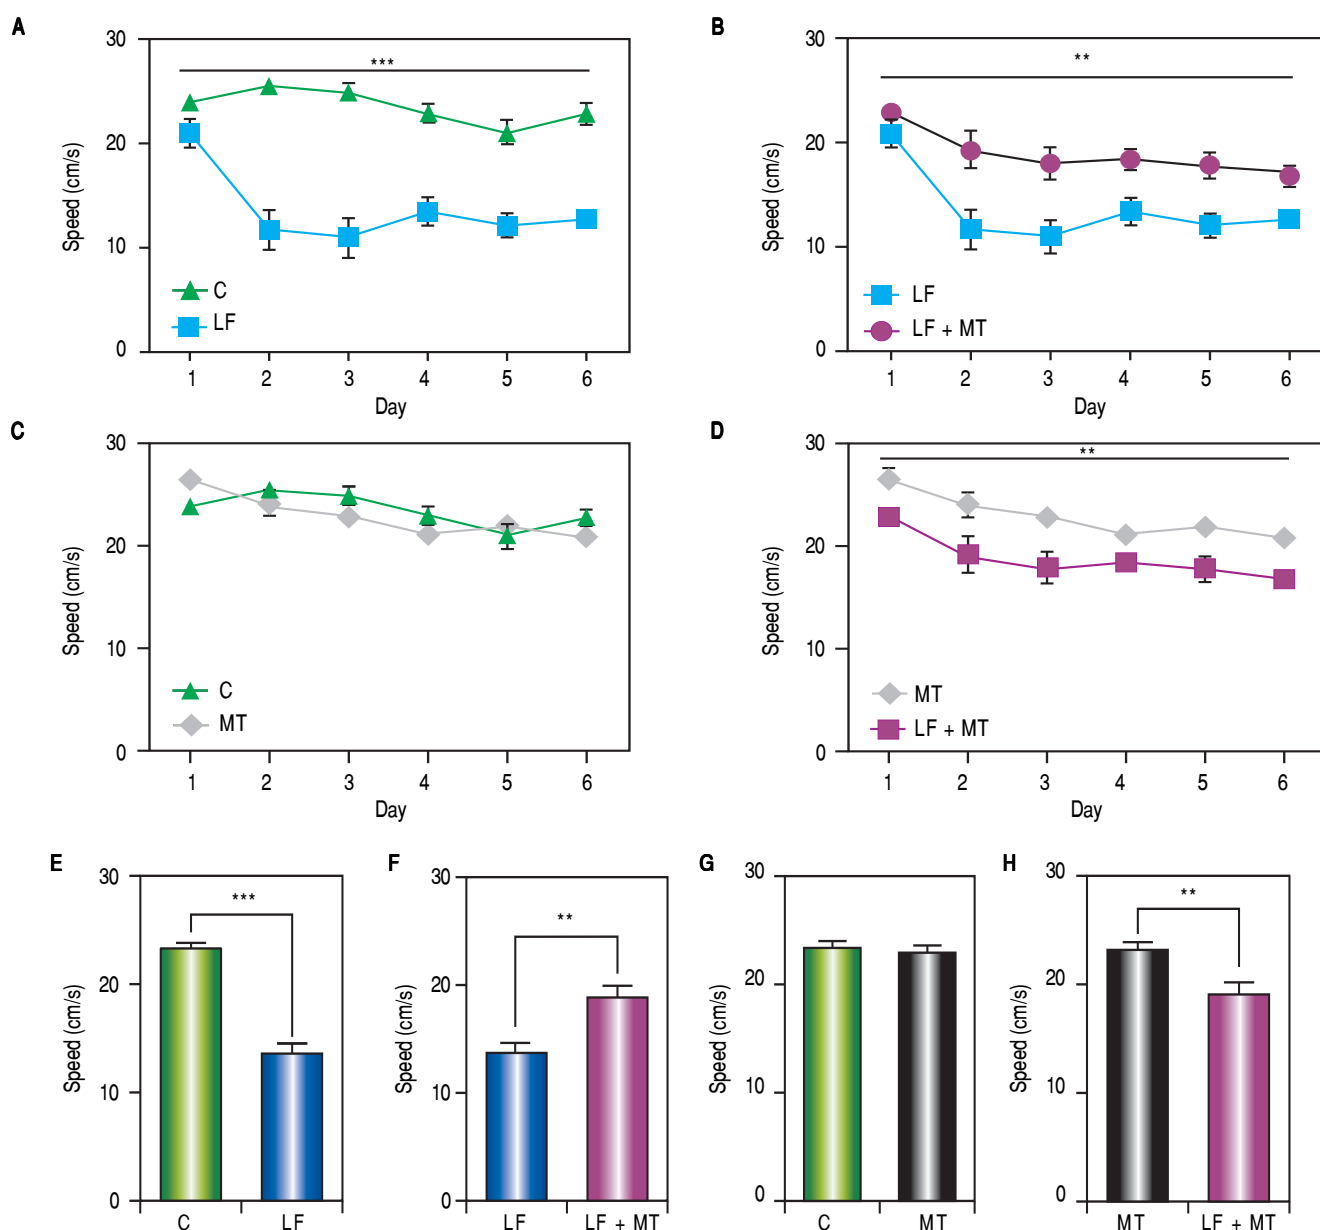 A
30
***
20
Speed (cm/s)
10
C
LF
0
1 2 3 4 5 6
Day
B
30
**
20
Speed (cm/s)
10
LF
LF + MT
0
1 2 3 4 5 6
Day
C
30
20
Speed (cm/s)
10
C
MT
0
1 2 3 4 5 6
Day
D
30
**
20
Speed (cm/s)
10
MT
LF + MT
0
1 2 3 4 5 6
Day
E
30
***
20
Speed (cm/s)
10
0
C LF
F
30
**
20
Speed (cm/s)
10
0
LF LF + MT
G
30
20
Speed (cm/s)
10
0
C MT
H
30
**
20
Speed (cm/s)
10
0
MT LF + MT